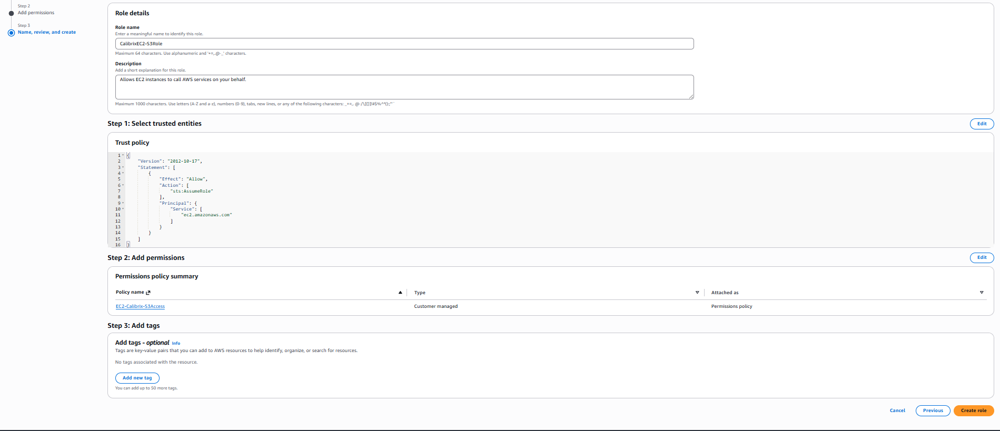 Step 2
Add permissions
Step 3
Name, review, and create
Role details
Role name
Enter a meaningful name to identify this role.
CalibrixEC2-S3Role
Maximum 64 characters. Use alphanumeric and '+=,.@-_' characters.
Description
Add a short explanation for this role.
Allows EC2 instances to call AWS services on your behalf.
Maximum 1000 characters. Use letters (A-Z and a-z), numbers (0-9), tabs, new lines, or any of the following characters:
Step 1: Select trusted entities
Edit
Trust policy
1 {
2 "Version": "2012-10-17",
3 "Statement": [
4 {
5 "Effect": "Allow",
6 "Action": [
7 "sts:AssumeRole"
8 ],
9 "Principal": {
10 "Service": [
11 "ec2.amazonaws.com"
12 ]
13 }
14 }
15 ]
16 }
Step 2: Add permissions
Edit
Permissions policy summary
Policy name Type Attached as
EC2-Calibrix-S3Access Customer managed Permissions policy
Step 3: Add tags
Add tags - optional Info
Tags are key-value pairs that you can add to AWS resources to help identify, organize, or search for resources.
No tags associated with the resource.
Add new tag
You can add up to 50 more tags.
Cancel Previous Create role